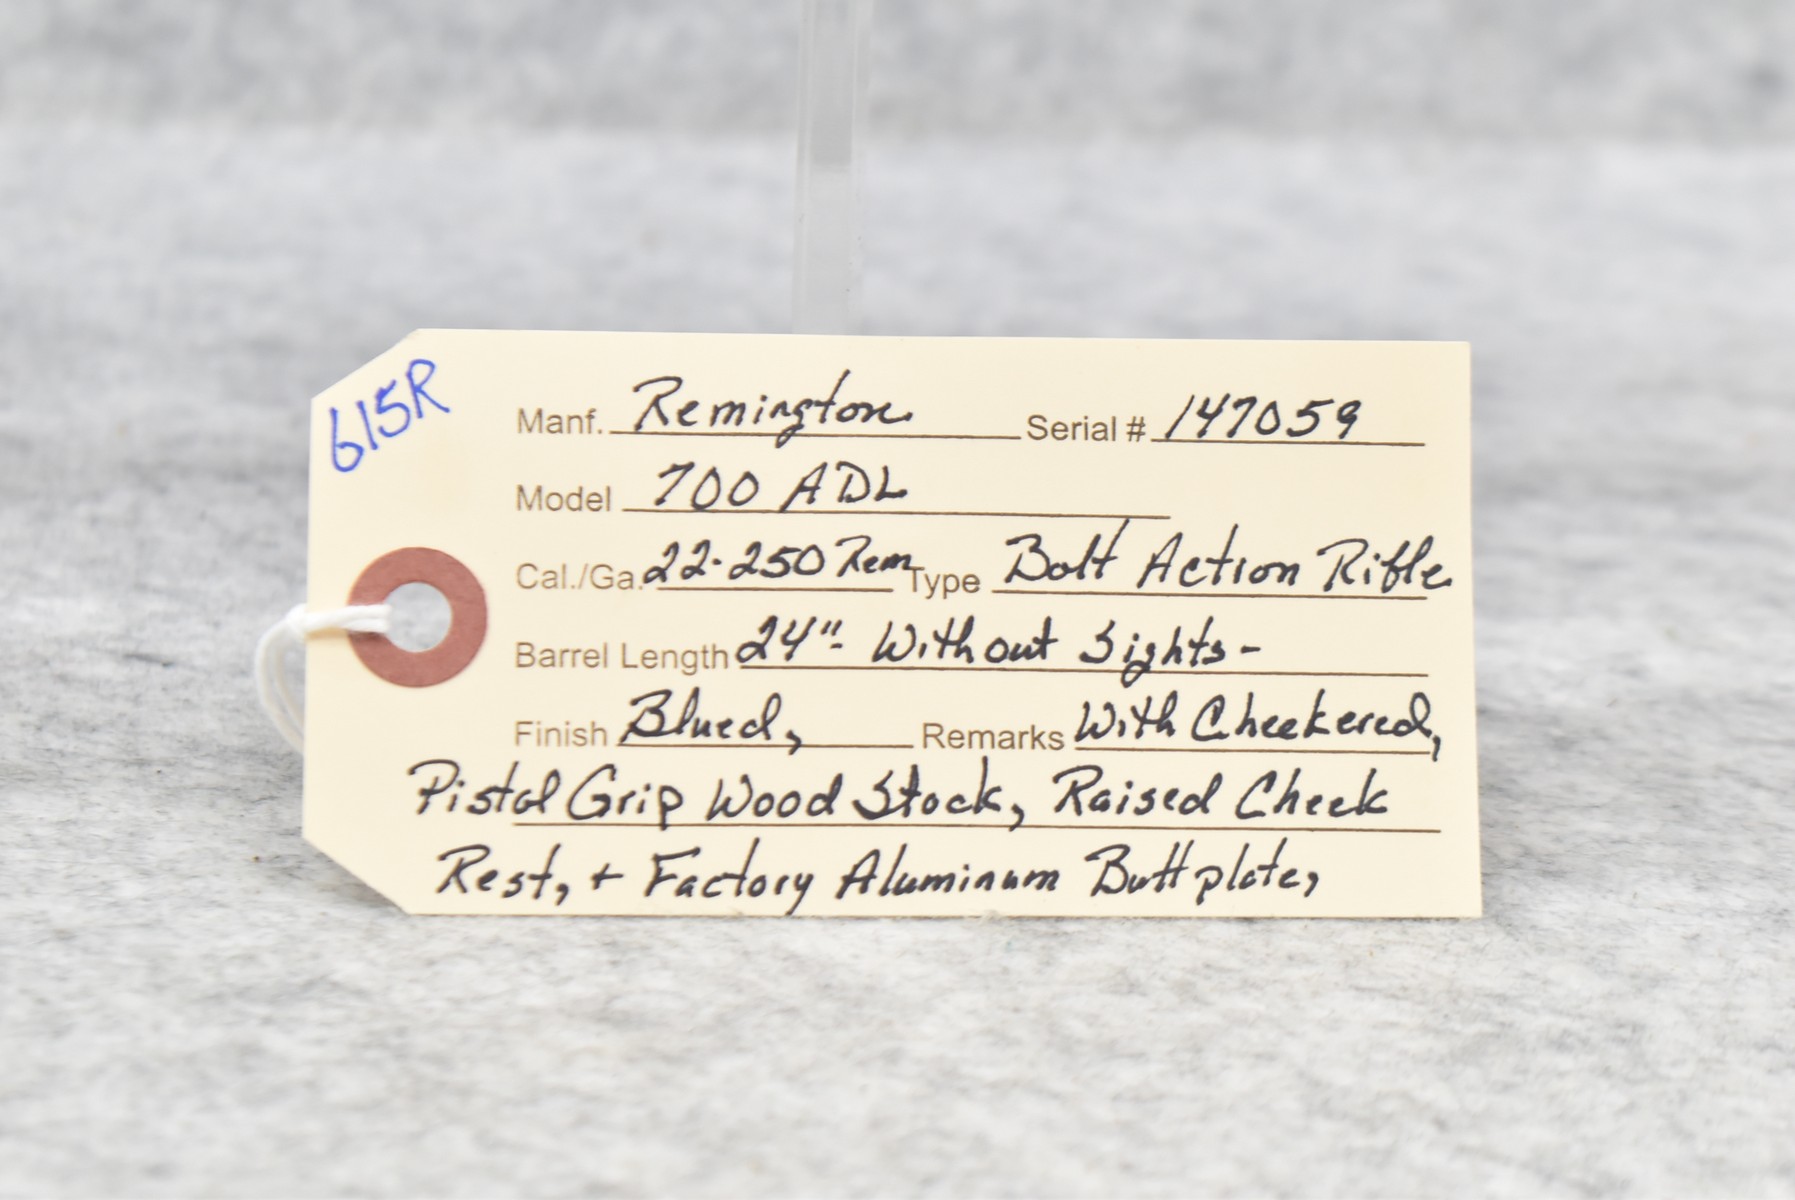 615R
Manf. Remington Serial # 147059
Model 700 ADL
Cal./Ga. 22-250 Rem Type Bolt Action Rifle
Barrel Length 24"- Without Sights-
Finish Blued, Remarks With Checkered,
Pistol Grip Wood Stock, Raised Cheek
Rest, + Factory Aluminum Buttplate,